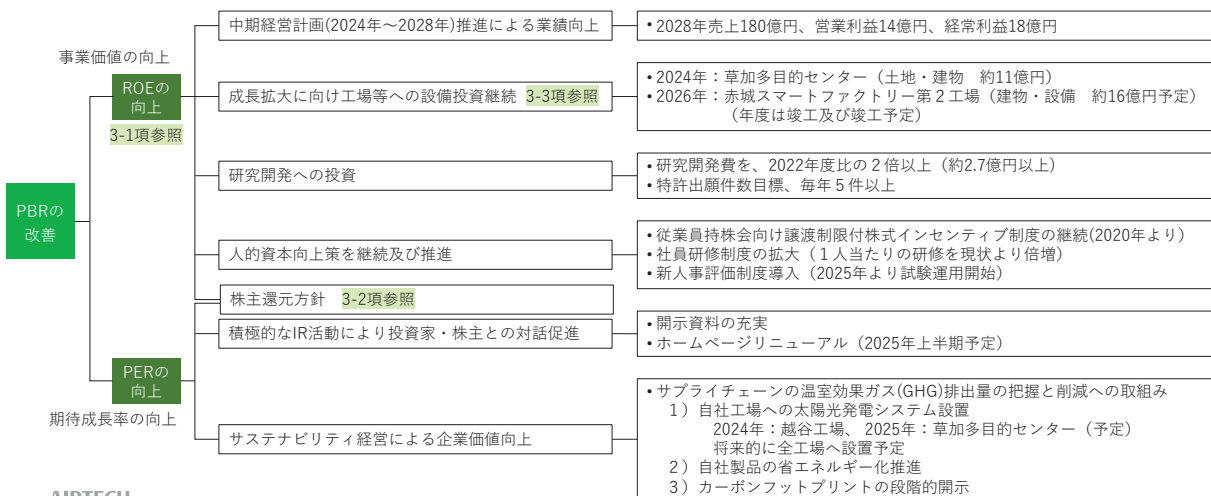 PBRの
改善
事業価値の向上
ROEの
向上
3-1項参照
中期経営計画(2024年～2028年)推進による業績向上
• 2028年売上180億円、営業利益14億円、経常利益18億円
成長拡大に向け工場等への設備投資継続　3-3項参照
• 2024年：草加多目的センター（土地・建物　約11億円）
• 2026年：赤城スマートファクトリー第２工場（建物・設備　約16億円予定）
（年度は竣工及び竣工予定）
研究開発への投資
• 研究開発費を、2022年度比の２倍以上（約2.7億円以上）
• 特許出願件数目標、毎年５件以上
人的資本向上策を継続及び推進
• 従業員持株会向け譲渡制限付株式インセンティブ制度の継続(2020年より)
• 社員研修制度の拡大（１人当たりの研修を現状より倍増）
• 新人事評価制度導入（2025年より試験運用開始）
株主還元方針　3-2項参照
PERの
向上
期待成長率の向上
積極的なIR活動により投資家・株主との対話促進
• 開示資料の充実
• ホームページリニューアル（2025年上半期予定）
サステナビリティ経営による企業価値向上
• サプライチェーンの温室効果ガス(GHG)排出量の把握と削減への取組み
１）自社工場への太陽光発電システム設置
2024年：越谷工場、2025年：草加多目的センター（予定）
将来的に全工場へ設置予定
２）自社製品の省エネルギー化推進
３）カーボンフットプリントの段階的開示
AIRTECH